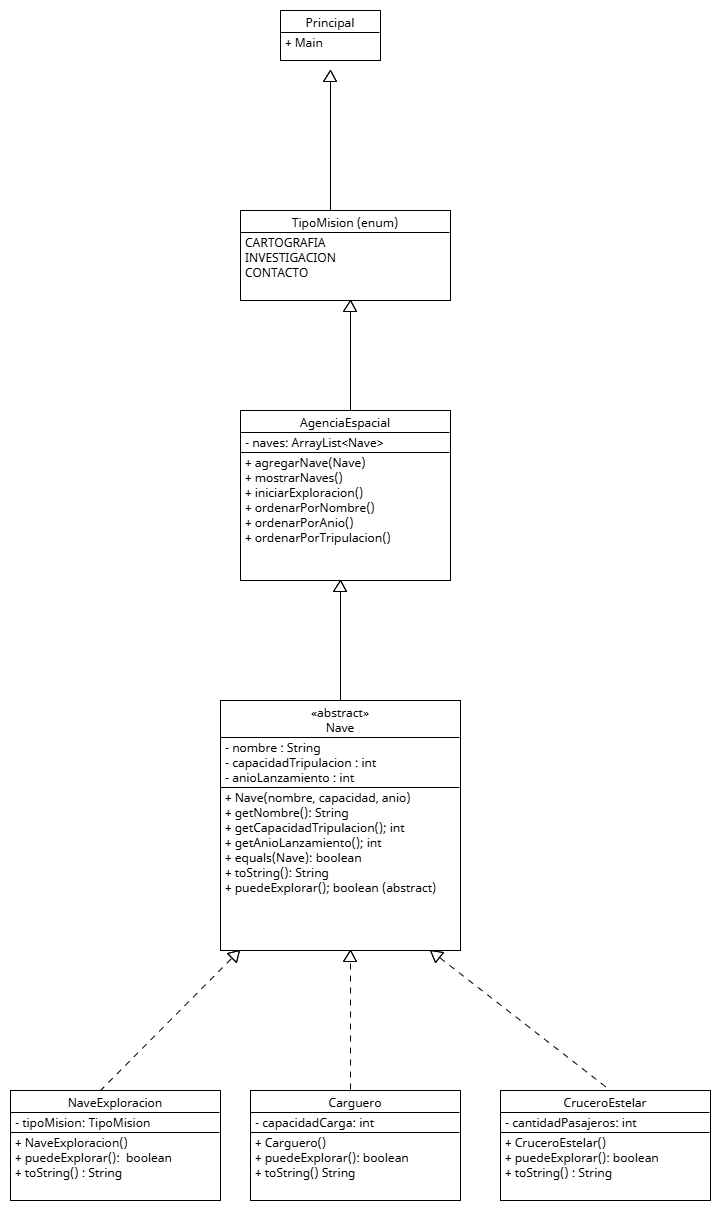 Principal
+ Main
TipoMision (enum)
CARTOGRAFIA
INVESTIGACION
CONTACTO
AgenciaEspacial
- naves: ArrayList<Nave>
+ agregarNave(Nave)
+ mostrarNaves()
+ iniciarExploracion()
+ ordenarPorNombre()
+ ordenarPorAnio()
+ ordenarPorTripulacion()
«abstract»
Nave
- nombre : String
- capacidadTripulacion : int
- anioLanzamiento : int
+ Nave(nombre, capacidad, anio)
+ getNombre(): String
+ getCapacidadTripulacion(); int
+ getAnioLanzamiento(); int
+ equals(Nave): boolean
+ toString(): String
+ puedeExplorar(); boolean (abstract)
NaveExploracion
- tipoMision: TipoMision
+ NaveExploracion()
+ puedeExplorar():  boolean
+ toString() : String
Carguero
- capacidadCarga: int
+ Carguero()
+ puedeExplorar(): boolean
+ toString() String
CruceroEstelar
- cantidadPasajeros: int
+ CruceroEstelar()
+ puedeExplorar(): boolean
+ toString() : String